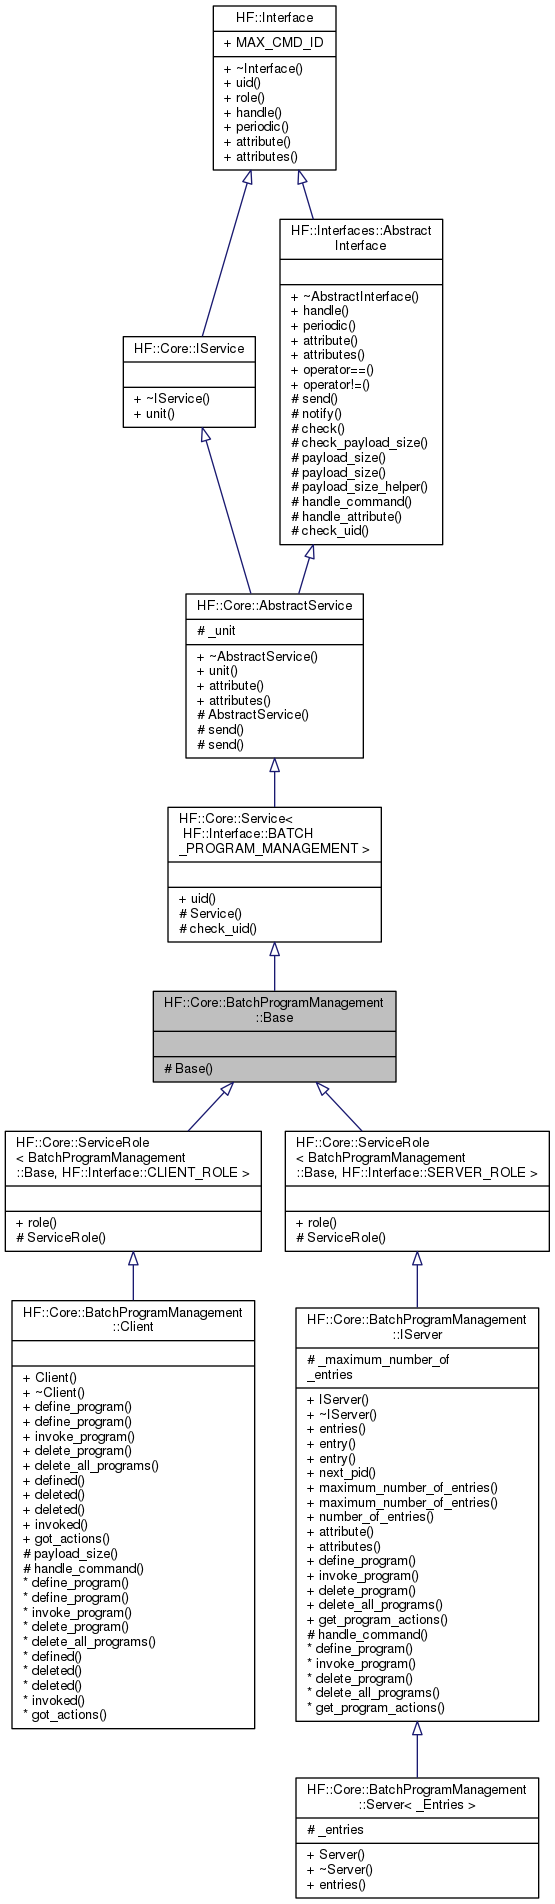 HF::Interface
+ MAX_CMD_ID
+ ~Interface()
+ uid()
+ role()
+ handle()
+ periodic()
+ attribute()
+ attributes()
HF::Interfaces::Abstract
Interface
+ ~AbstractInterface()
+ handle()
+ periodic()
+ attribute()
+ attributes()
+ operator==()
+ operator!=()
# send()
# notify()
# check()
# check_payload_size()
# payload_size()
# payload_size()
# payload_size_helper()
# handle_command()
# handle_attribute()
# check_uid()
HF::Core::IService
+ ~IService()
+ unit()
HF::Core::AbstractService
# _unit
+ ~AbstractService()
+ unit()
+ attribute()
+ attributes()
# AbstractService()
# send()
# send()
HF::Core::Service<
HF::Interface::BATCH
_PROGRAM_MANAGEMENT >
+ uid()
# Service()
# check_uid()
HF::Core::BatchProgramManagement
::Base
# Base()
HF::Core::ServiceRole
< BatchProgramManagement
::Base, HF::Interface::CLIENT_ROLE >
+ role()
# ServiceRole()
HF::Core::ServiceRole
< BatchProgramManagement
::Base, HF::Interface::SERVER_ROLE >
+ role()
# ServiceRole()
HF::Core::BatchProgramManagement
::Client
+ Client()
+ ~Client()
+ define_program()
+ define_program()
+ invoke_program()
+ delete_program()
+ delete_all_programs()
+ defined()
+ deleted()
+ deleted()
+ invoked()
+ got_actions()
# payload_size()
# handle_command()
* define_program()
* define_program()
* invoke_program()
* delete_program()
* delete_all_programs()
* defined()
* deleted()
* deleted()
* invoked()
* got_actions()
HF::Core::BatchProgramManagement
::IServer
# _maximum_number_of
_entries
+ IServer()
+ ~IServer()
+ entries()
+ entry()
+ entry()
+ next_pid()
+ maximum_number_of_entries()
+ maximum_number_of_entries()
+ number_of_entries()
+ attribute()
+ attributes()
+ define_program()
+ invoke_program()
+ delete_program()
+ delete_all_programs()
+ get_program_actions()
# handle_command()
* define_program()
* invoke_program()
* delete_program()
* delete_all_programs()
* get_program_actions()
HF::Core::BatchProgramManagement
::Server< _Entries >
# _entries
+ Server()
+ ~Server()
+ entries()